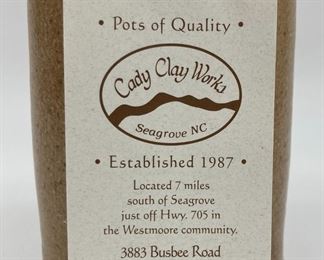 • Pots of Quality •
Cady Clay Works
Seagrove NC
• Established 1987 •
Located 7 miles
south of Seagrove
just off Hwy. 705 in
the Westmoore community.
3883 Busbee Road